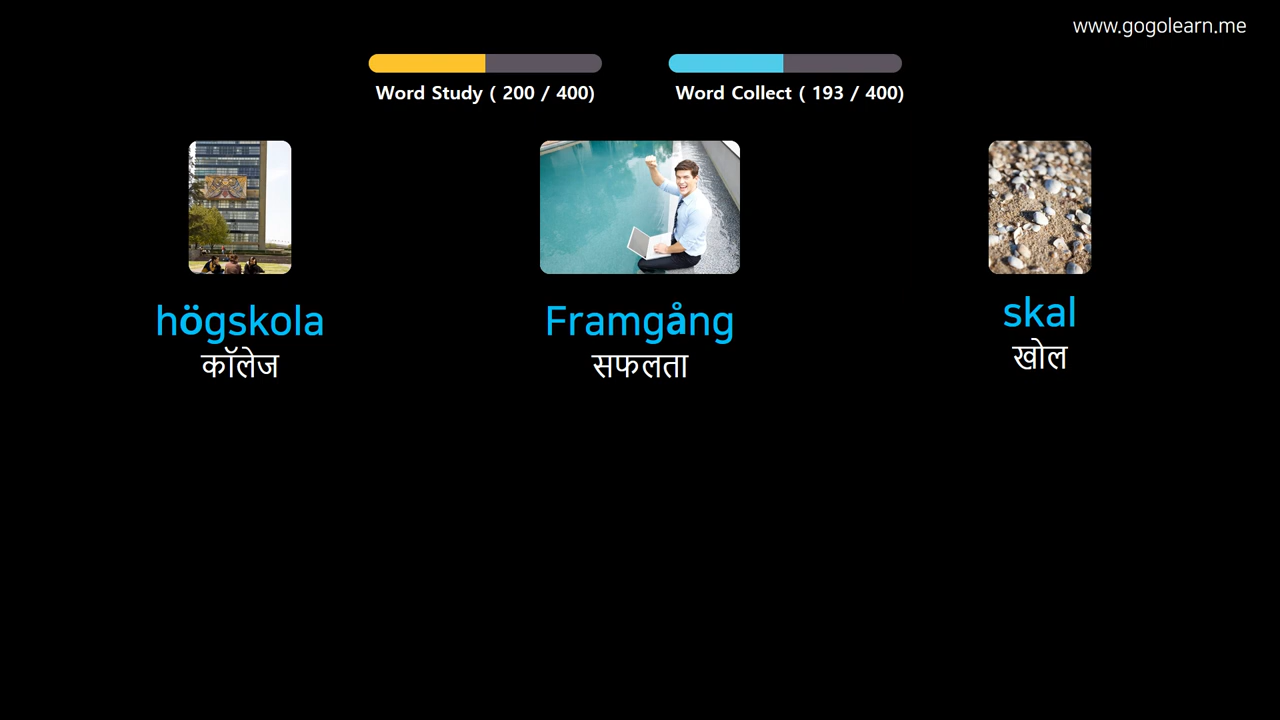 www.gogolearn.me
Word Study ( 200 / 400)
Word Collect ( 193 / 400)
högskola
कॉलेज
Framgång
सफलता
skal
खोल